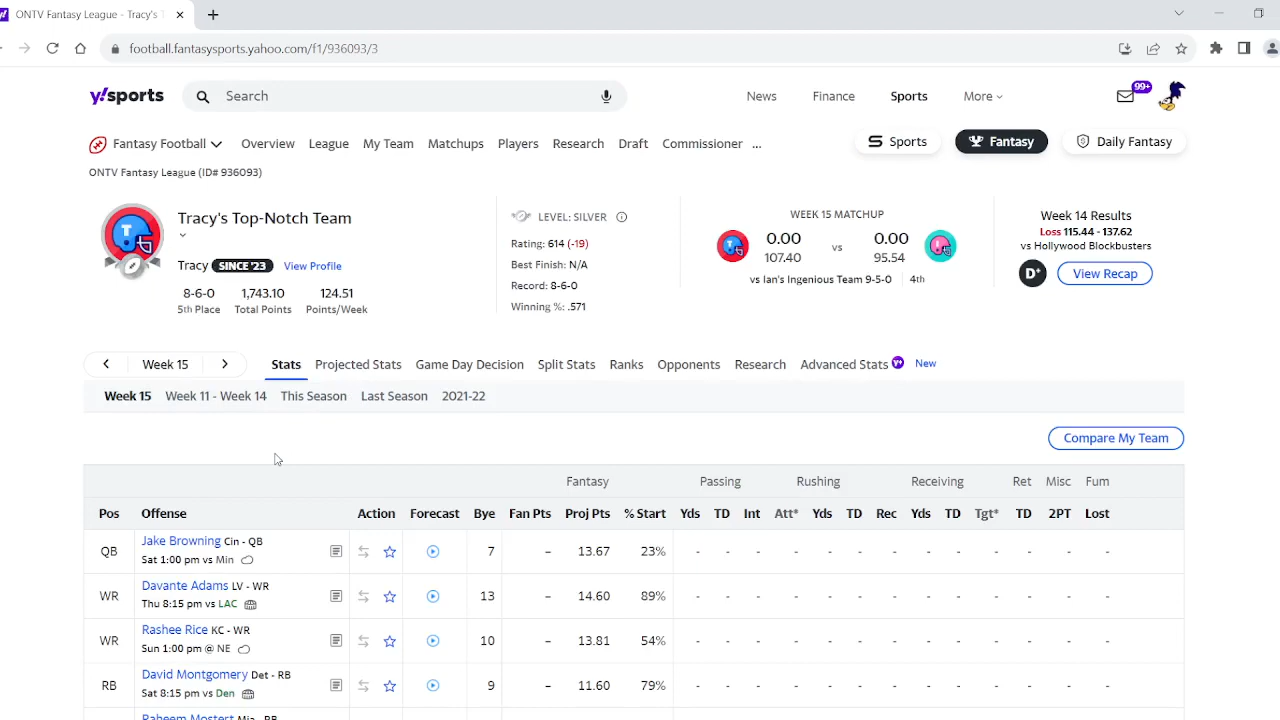 ONTV Fantasy League - Tracy's T
football.fantasysports.yahoo.com/f1/936093/3
y!sports
Search
News Finance Sports More
99+
Fantasy Football Overview League My Team Matchups Players Research Draft Commissioner ...
Sports Fantasy Daily Fantasy
ONTV Fantasy League (ID# 936093)
Tracy's Top-Notch Team
Tracy SINCE '23 View Profile
8-6-0 1,743.10 124.51
5th Place Total Points Points/Week
LEVEL: SILVER
Rating: 614 (-19)
Best Finish: N/A
Record: 8-6-0
Winning %: .571
WEEK 15 MATCHUP
0.00 vs 0.00
107.40 95.54
vs Ian's Ingenious Team 9-5-0 4th
Week 14 Results
Loss 115.44 - 137.62
vs Hollywood Blockbusters
D+ View Recap
Week 15 Stats Projected Stats Game Day Decision Split Stats Ranks Opponents Research Advanced Stats Y+ New
Week 15 Week 11 - Week 14 This Season Last Season 2021-22
Compare My Team
Fantasy Passing Rushing Receiving Ret Misc Fum
Pos Offense Action Forecast Bye Fan Pts Proj Pts % Start Yds TD Int Att* Yds TD Rec Yds TD Tgt* TD 2PT Lost
QB Jake Browning Cin - QB 7 – 13.67 23% - - - - - - - - - - - - -
Sat 1:00 pm vs Min
WR Davante Adams LV - WR 13 – 14.60 89% - - - - - - - - - - - - -
Thu 8:15 pm vs LAC
WR Rashee Rice KC - WR 10 – 13.81 54% - - - - - - - - - - - - -
Sun 1:00 pm @ NE
RB David Montgomery Det - RB 9 – 11.60 79% - - - - - - - - - - - - -
Sat 8:15 pm vs Den
Raheem Mostert Mia - RB